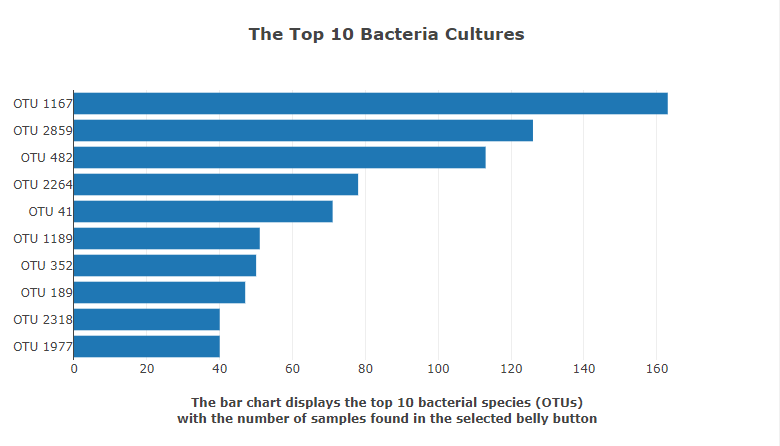 The Top 10 Bacteria Cultures
OTU 1167
OTU 2859
OTU 482
OTU 2264
OTU 41
OTU 1189
OTU 352
OTU 189
OTU 2318
OTU 1977
0 20 40 60 80 100 120 140 160
The bar chart displays the top 10 bacterial species (OTUs)
with the number of samples found in the selected belly button